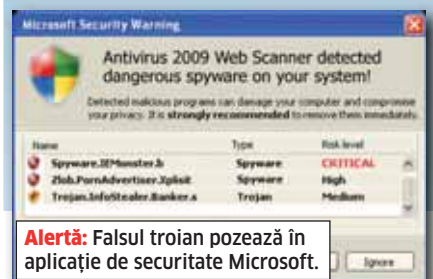 Microsoft Security Warning
Antivirus 2009 Web Scanner detected
dangerous spyware on your system!
Detected malicious programs can damage your computer and compromise
your privacy. It is strongly recommended to remove them immediately.
Name Type Risk level
Spyware.IEMonster.b Spyware CRITICAL
Zlob.PornAdvertiser.Xplisit Spyware High
Trojan.InfoStealer.Banker.s Trojan Medium
Alertă: Falsul troian pozează în
aplicație de securitate Microsoft.
Ignore